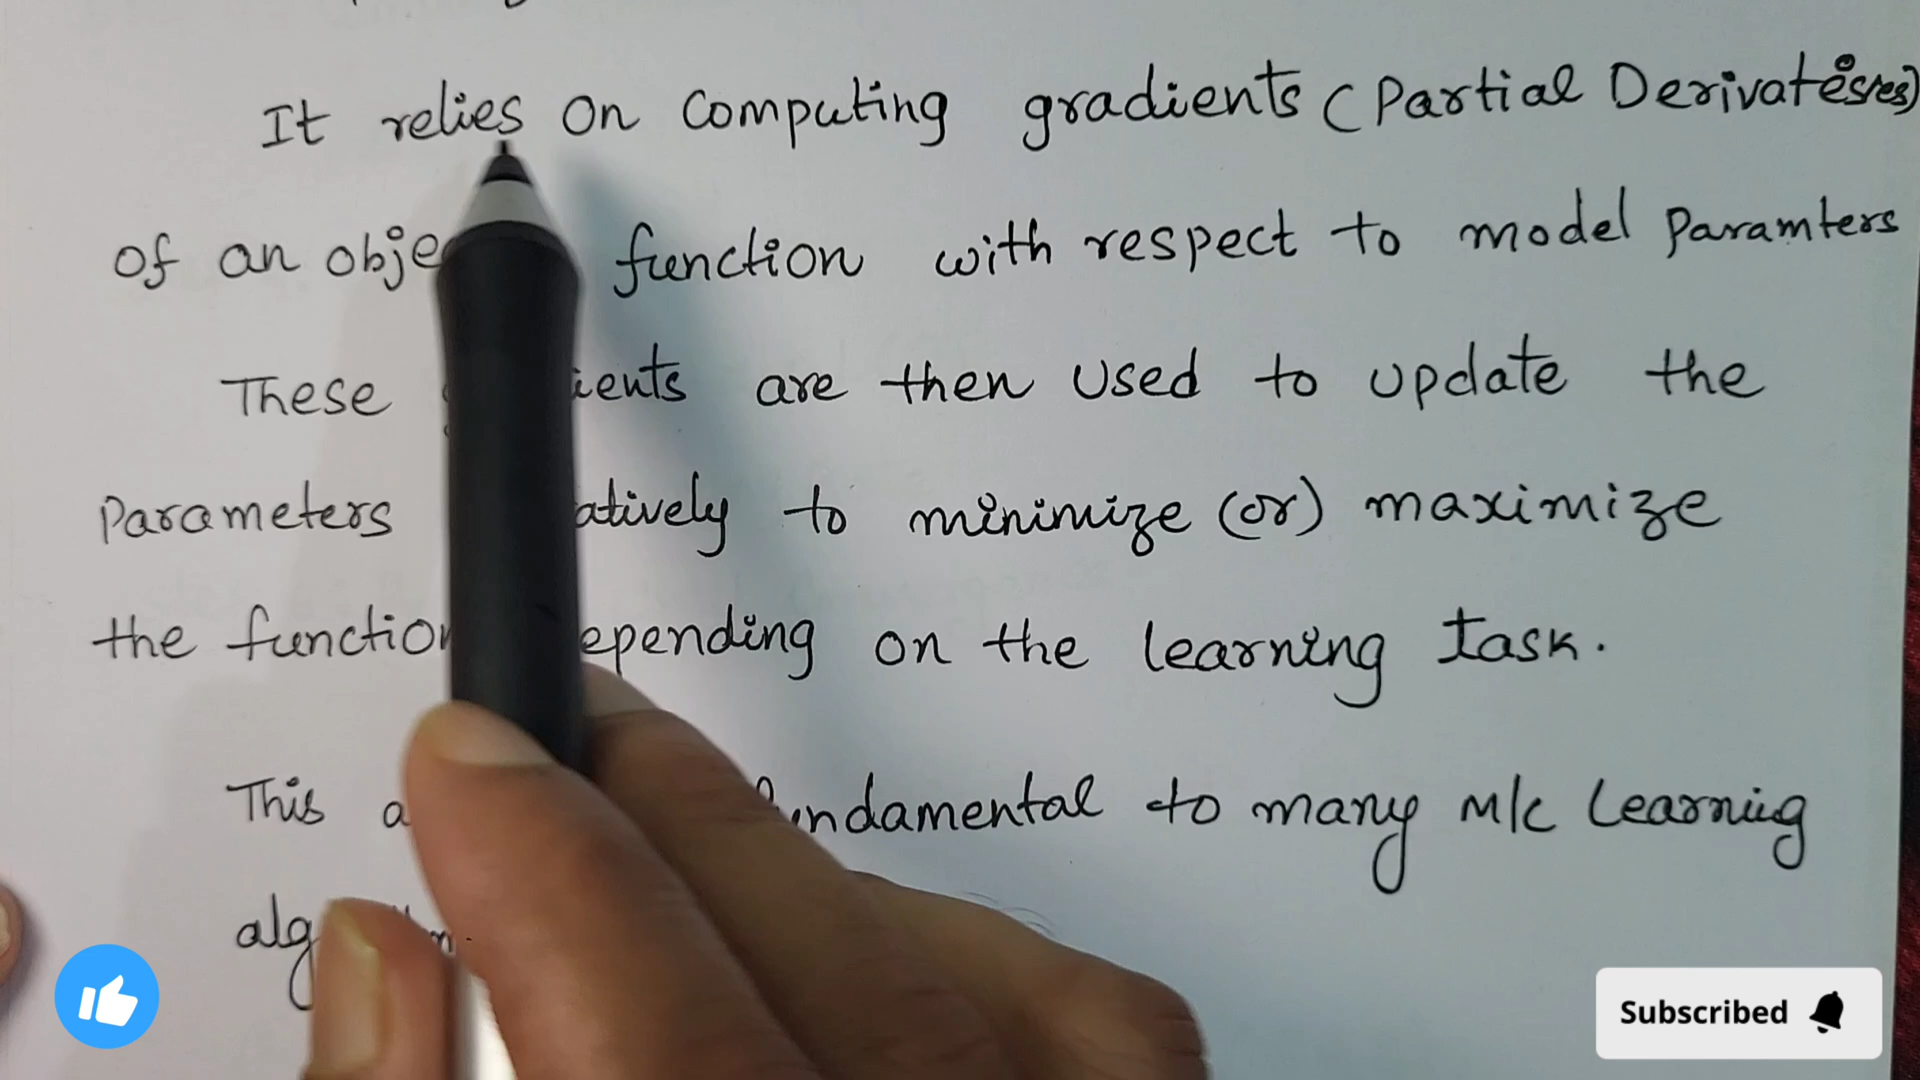 It relies on computing gradients (Partial Derivatives)
of an obje function with respect to model Paramters
These ients are then used to update the
Parameters atively to minimize (or) maximize
the function epending on the learning task.
This a undamental to many M/c Learning
alg m.
Subscribed